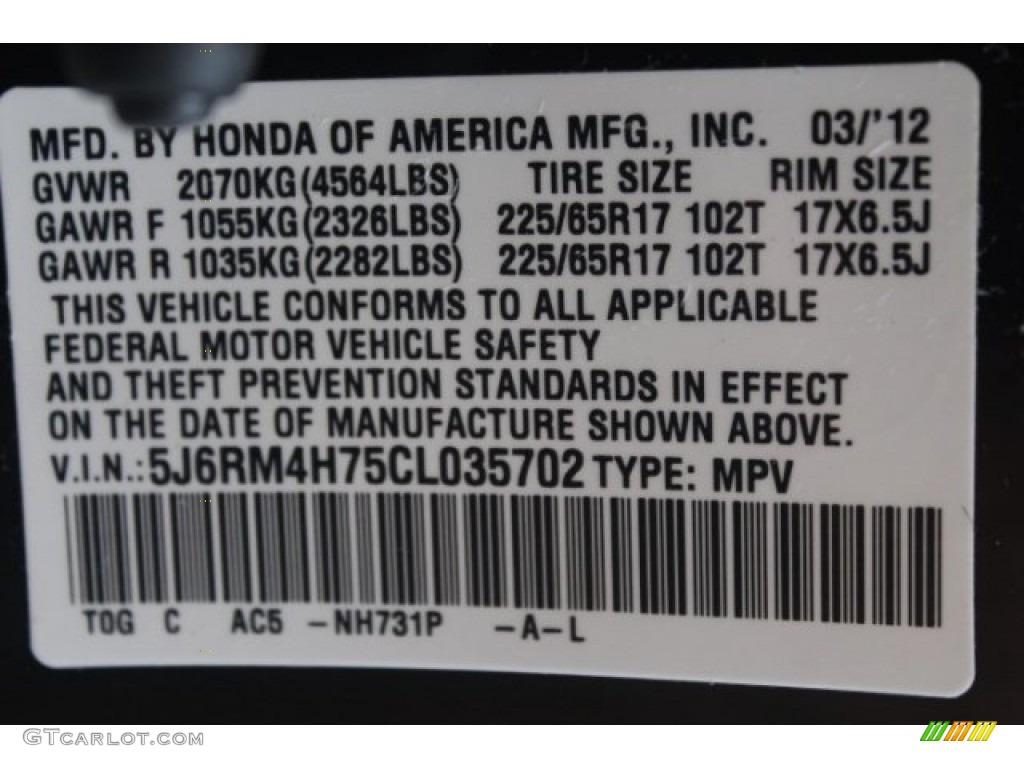 MFD. BY HONDA OF AMERICA MFG., INC. 03/'12
GVWR 2070KG(4564LBS) TIRE SIZE RIM SIZE
GAWR F 1055KG(2326LBS) 225/65R17 102T 17X6.5J
GAWR R 1035KG(2282LBS) 225/65R17 102T 17X6.5J
THIS VEHICLE CONFORMS TO ALL APPLICABLE
FEDERAL MOTOR VEHICLE SAFETY
AND THEFT PREVENTION STANDARDS IN EFFECT
ON THE DATE OF MANUFACTURE SHOWN ABOVE.
V.I.N.:5J6RM4H75CL035702 TYPE: MPV
T0G C AC5 –NH731P –A–L
GTCarlot.com